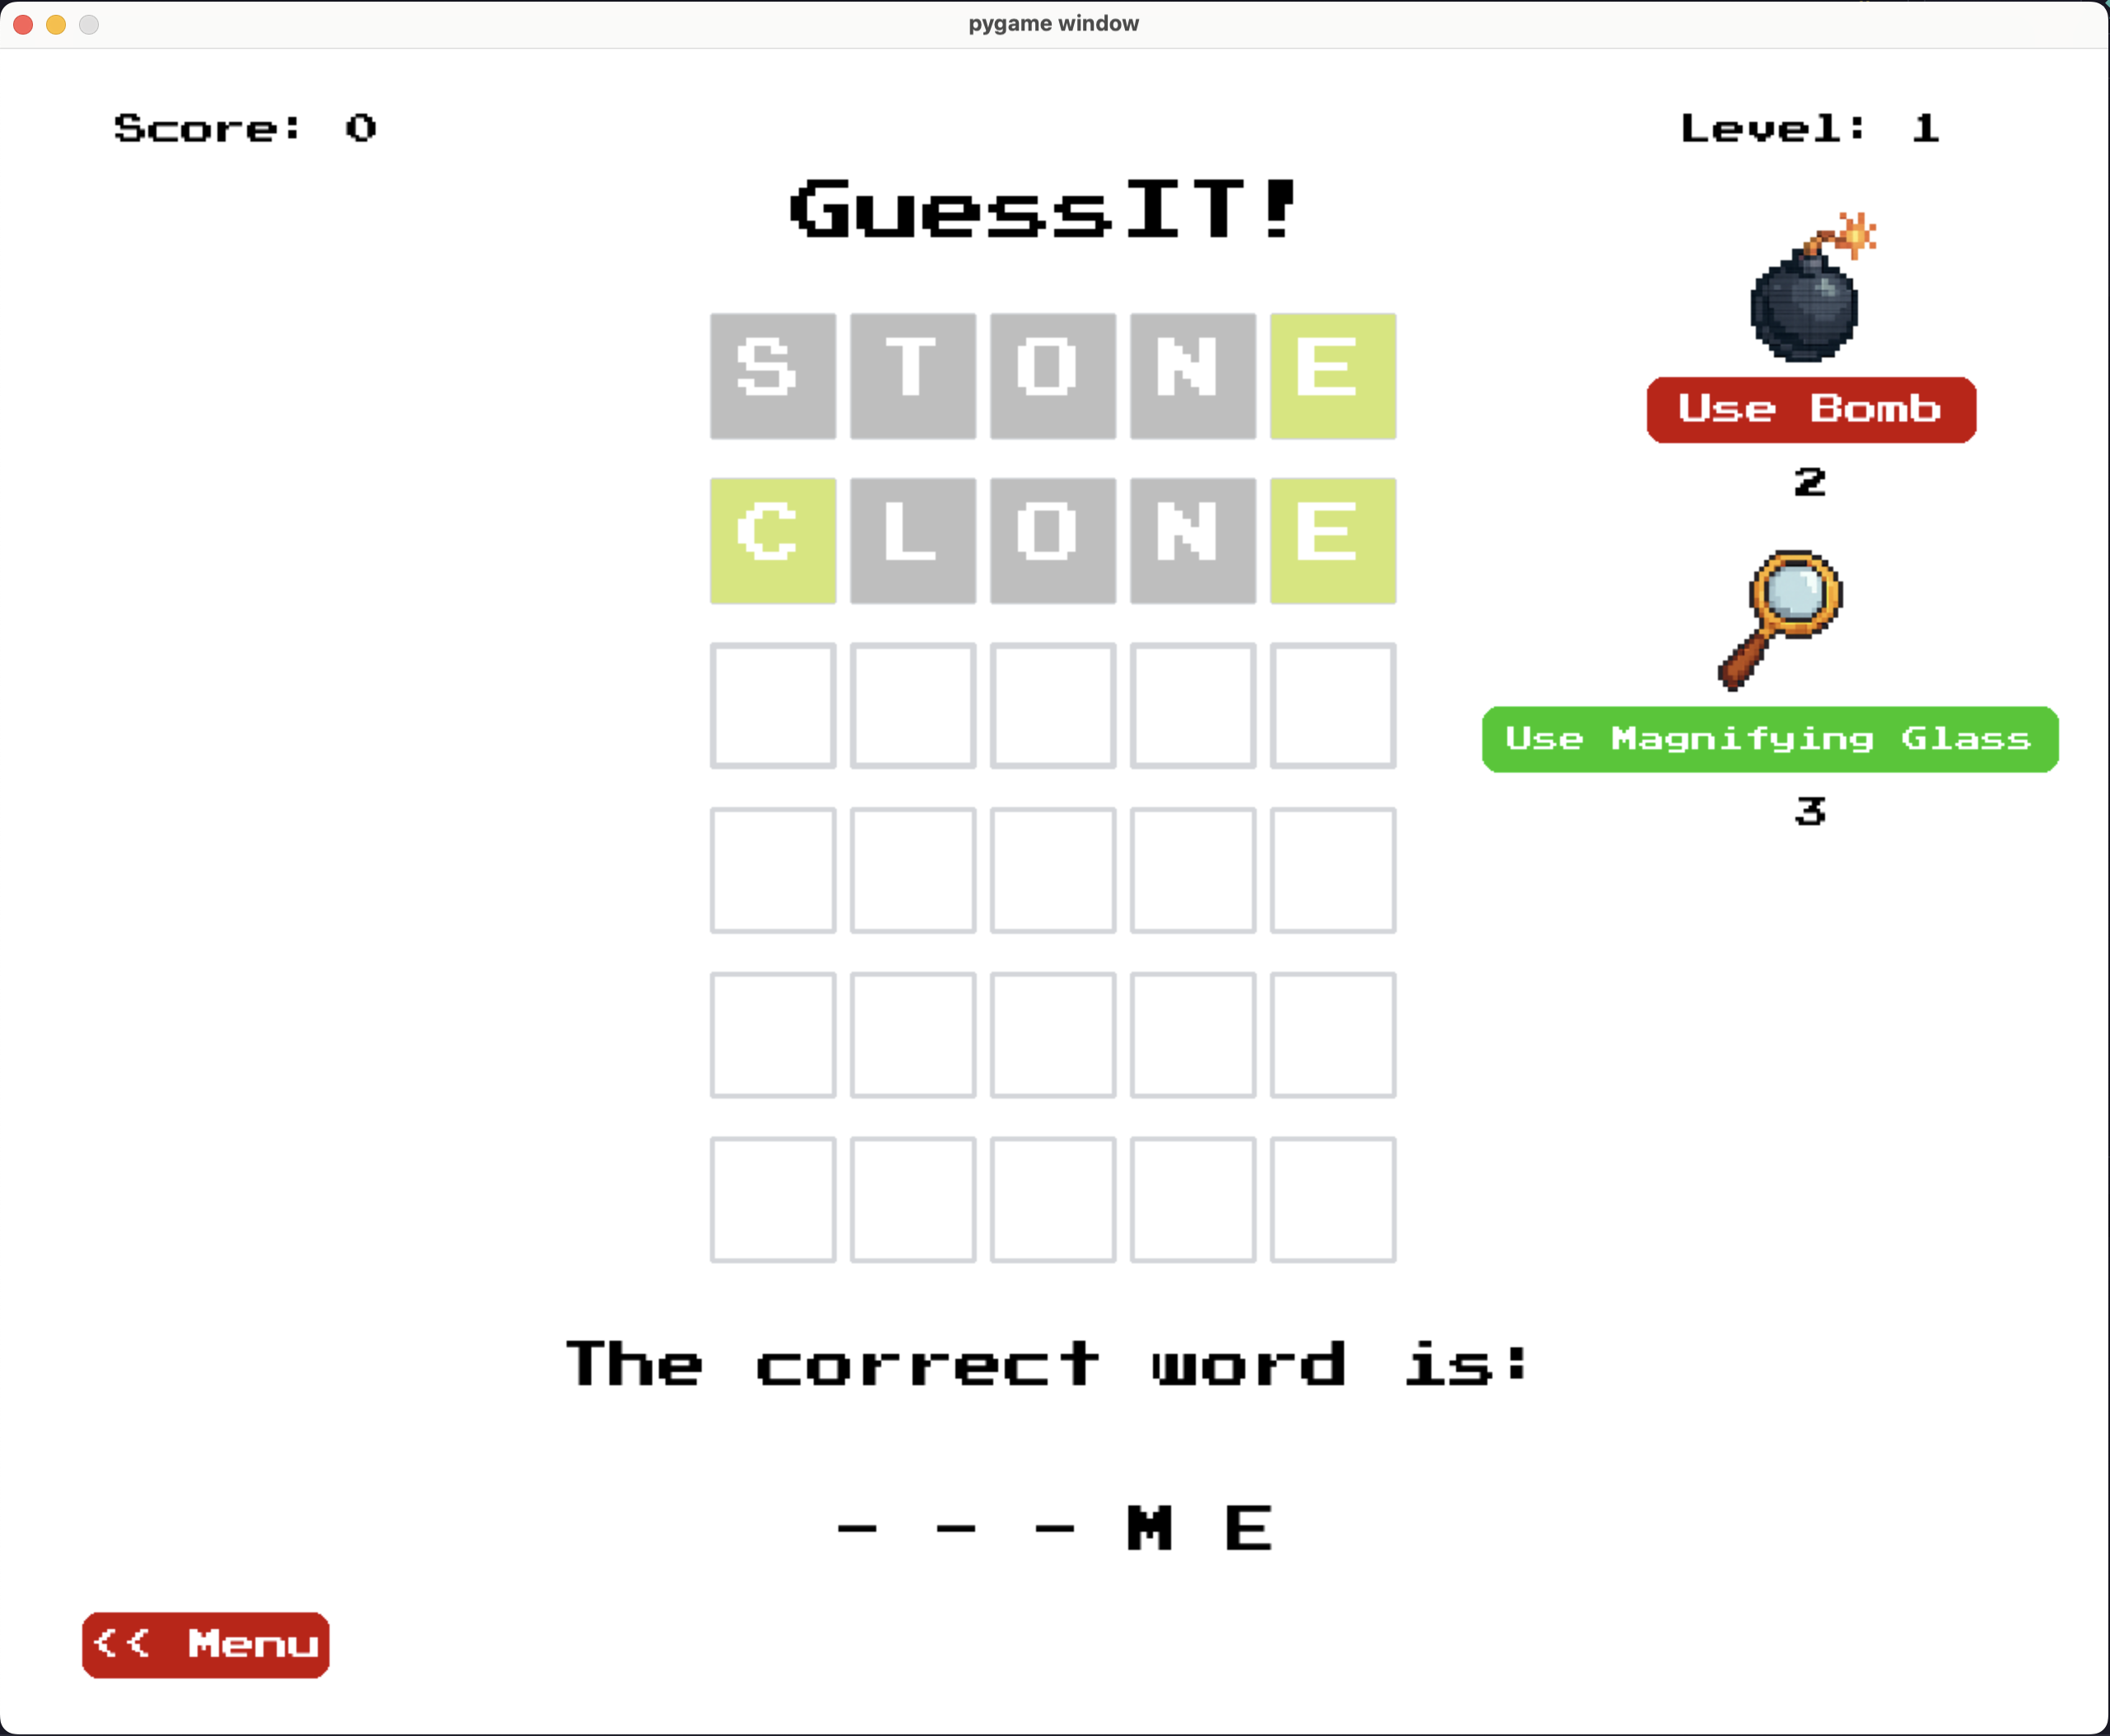 pygame window
Score: 0
Level: 1
GuessIT!
S T O N E
Use Bomb
2
C L O N E
Use Magnifying Glass
3
The correct word is:
– – – M E
<< Menu